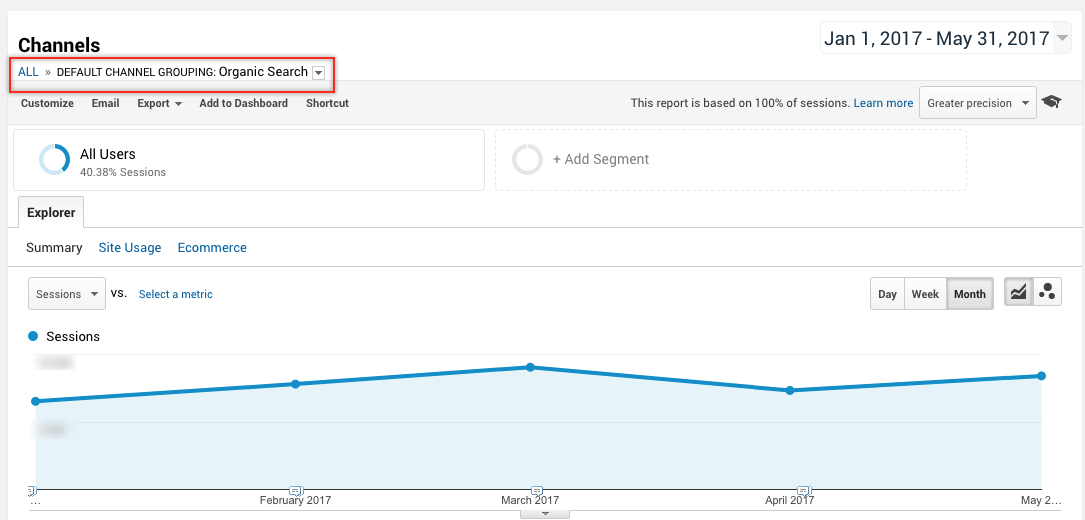 Channels
Jan 1, 2017 - May 31, 2017
ALL » DEFAULT CHANNEL GROUPING: Organic Search
Customize Email Export Add to Dashboard Shortcut
This report is based on 100% of sessions. Learn more Greater precision
All Users
40.38% Sessions
+ Add Segment
Explorer
Summary Site Usage Ecommerce
Sessions vs. Select a metric Day Week Month
Sessions
... February 2017 March 2017 April 2017 May 2...